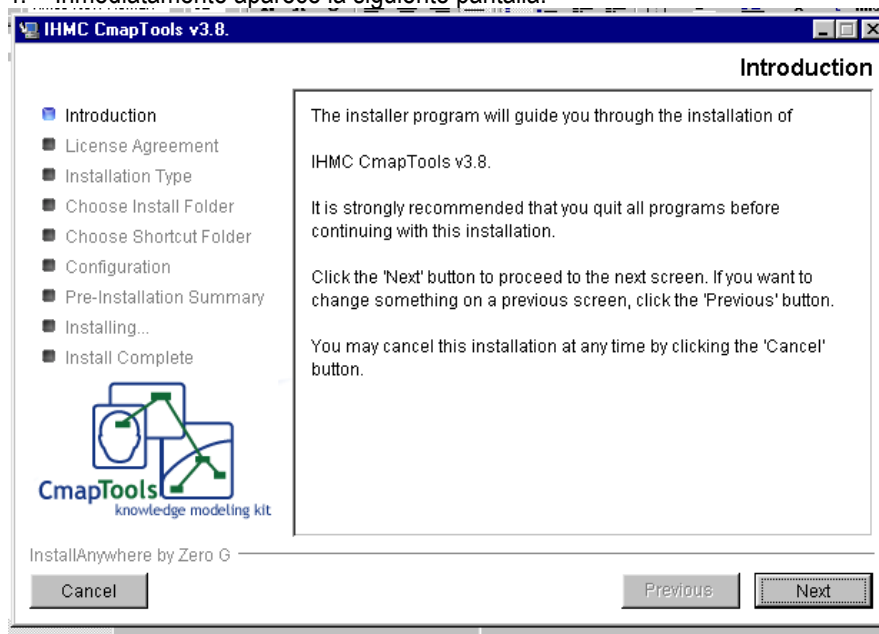 Inmediatamente aparece la siguiente pantalla:
IHMC CmapTools v3.8.
Introduction
Introduction
License Agreement
Installation Type
Choose Install Folder
Choose Shortcut Folder
Configuration
Pre-Installation Summary
Installing...
Install Complete
The installer program will guide you through the installation of
IHMC CmapTools v3.8.
It is strongly recommended that you quit all programs before
continuing with this installation.
Click the 'Next' button to proceed to the next screen. If you want to
change something on a previous screen, click the 'Previous' button.
You may cancel this installation at any time by clicking the 'Cancel'
button.
CmapTools
knowledge modeling kit
InstallAnywhere by Zero G
Cancel
Previous
Next